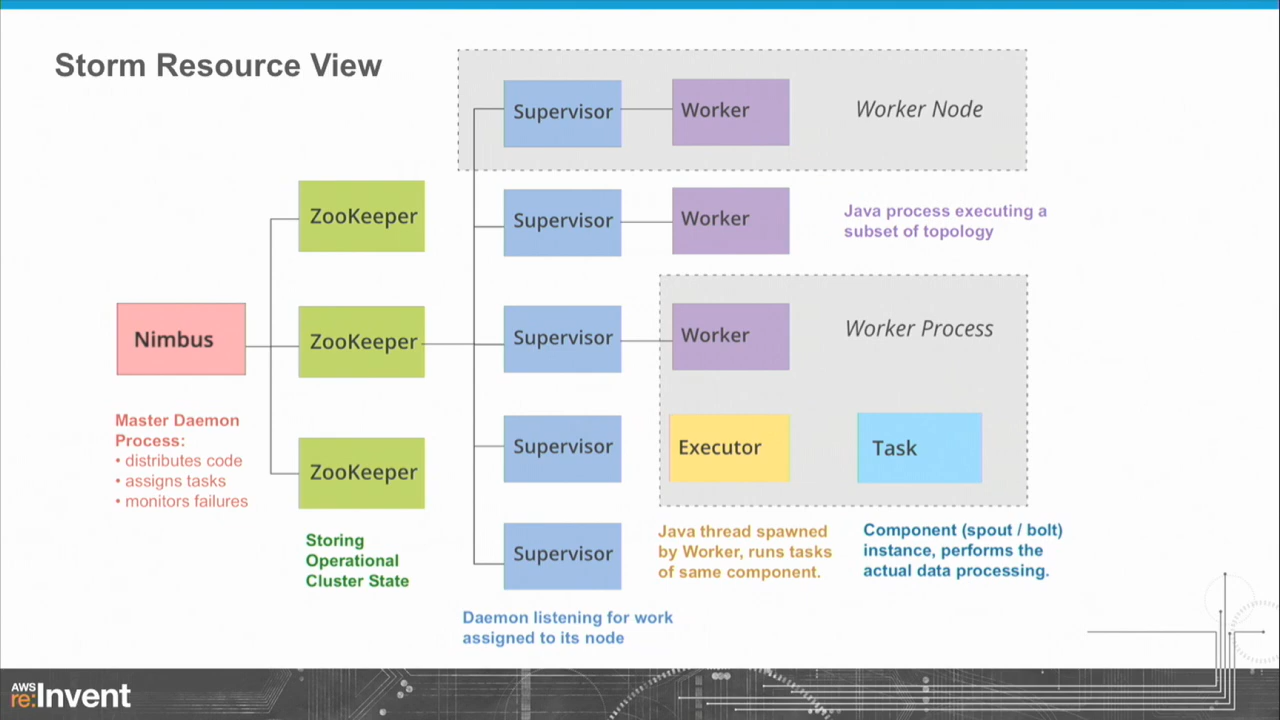 Storm Resource View
Supervisor
Worker
Worker Node
ZooKeeper
Supervisor
Worker
Java process executing a
subset of topology
Nimbus
ZooKeeper
Supervisor
Worker
Worker Process
Master Daemon
Process:
• distributes code
• assigns tasks
• monitors failures
ZooKeeper
Supervisor
Executor
Task
Storing
Operational
Cluster State
Supervisor
Java thread spawned
by Worker, runs tasks
of same component.
Component (spout / bolt)
instance, performs the
actual data processing.
Daemon listening for work
assigned to its node
AWS
re:Invent